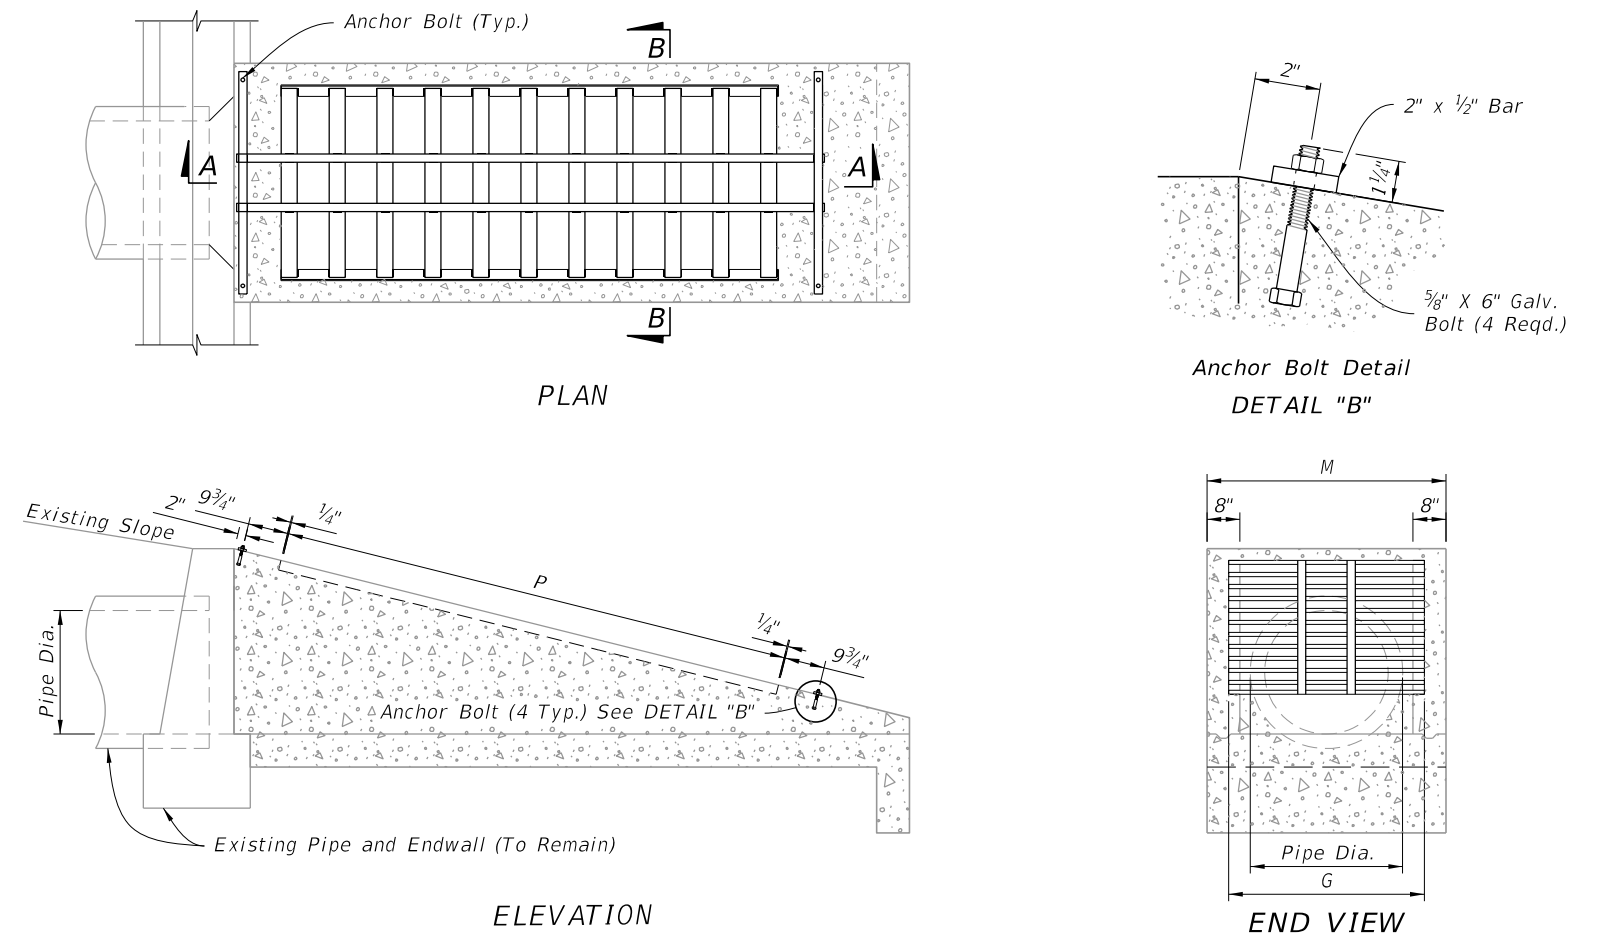 Anchor Bolt (Typ.)
B
A
A
B
PLAN
2"
2" x ½" Bar
1 ¼"
⅝" X 6" Galv.
Bolt (4 Reqd.)
Anchor Bolt Detail
DETAIL "B"
Existing Slope
2"
9¾"
¼"
P
¼"
9¾"
Pipe Dia.
Anchor Bolt (4 Typ.) See DETAIL "B"
Existing Pipe and Endwall (To Remain)
ELEVATION
M
8"
8"
Pipe Dia.
G
END VIEW